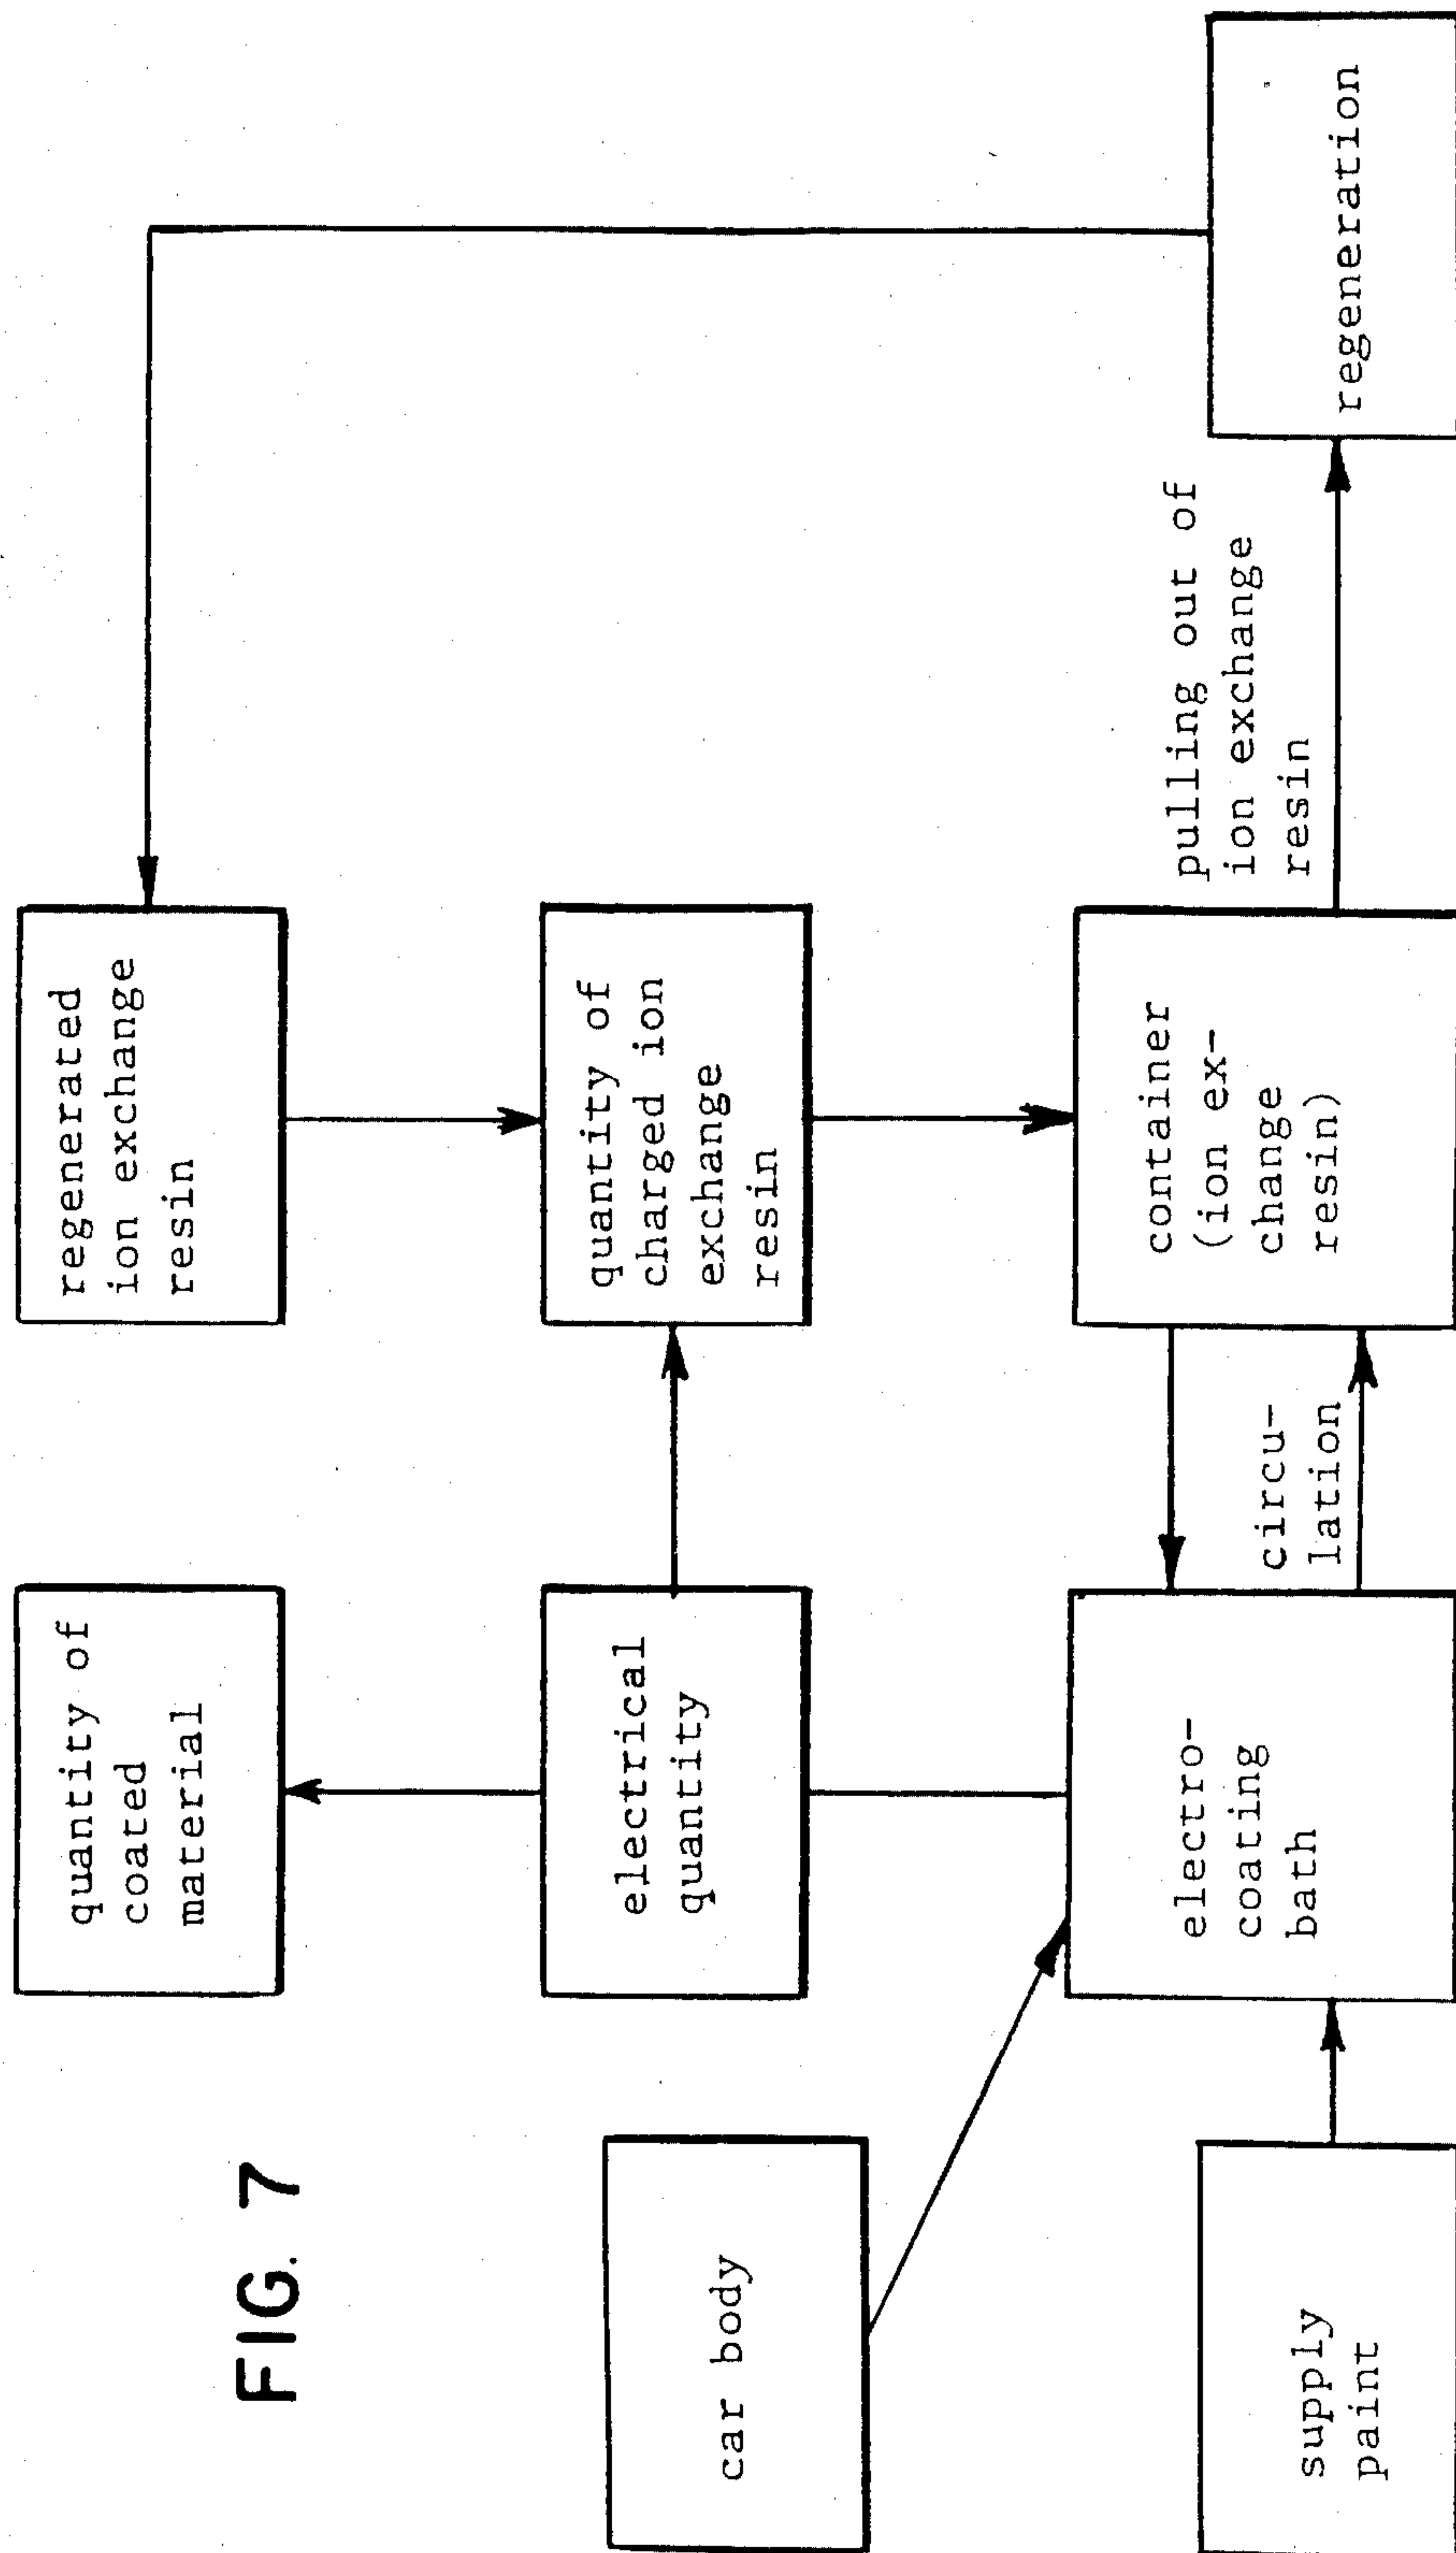 FIG. 7
car body
supply
paint
quantity of
coated
material
electrical
quantity
electro-
coating
bath
circu-
lation
regenerated
ion exchange
resin
quantity of
charged ion
exchange
resin
container
(ion ex-
change
resin)
pulling out of
ion exchange
resin
regeneration